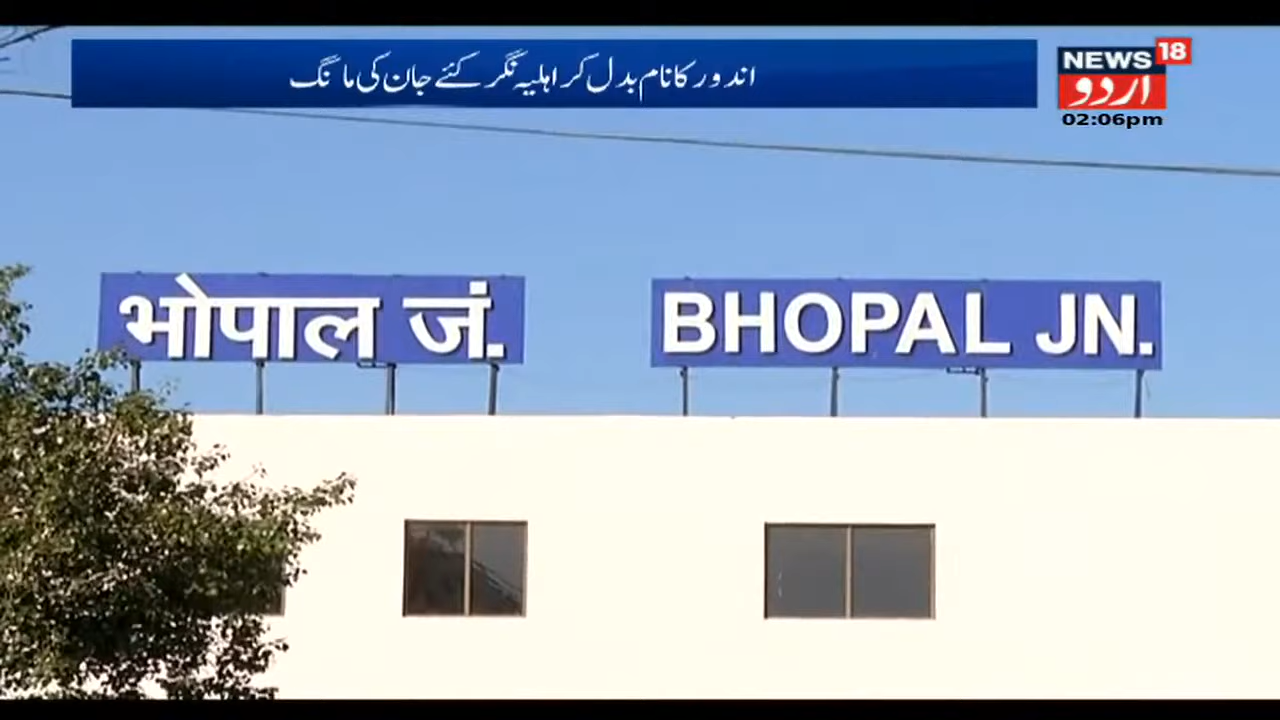 اندور کا نام بدل کر اہلیہ نگر کئے جان کی مانگ
NEWS 18
اردو
02:06pm
भोपाल जं.
BHOPAL JN.